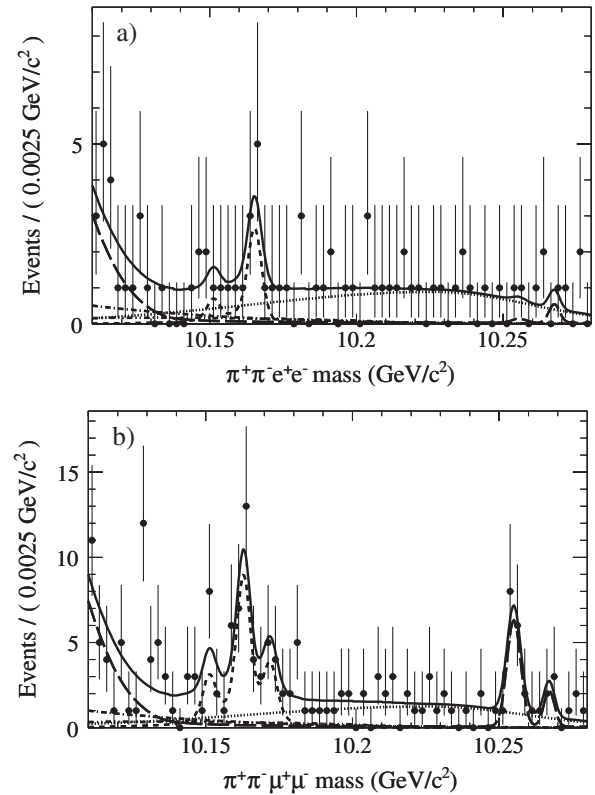 a)
Events / ( 0.0025 GeV/c² )
5
0
10.15
10.2
10.25
π⁺π⁻e⁺e⁻ mass (GeV/c²)
b)
Events / ( 0.0025 GeV/c² )
15
10
5
0
10.15
10.2
10.25
π⁺π⁻μ⁺μ⁻ mass (GeV/c²)